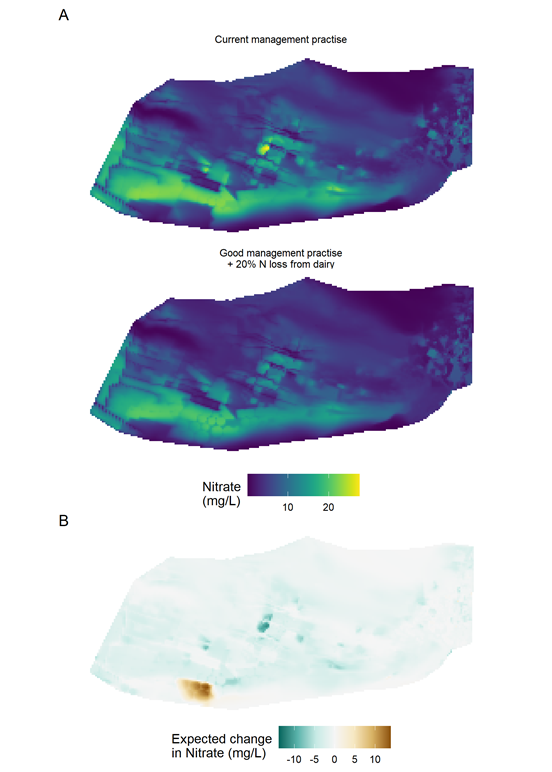 A
Current management practise
Good management practise
+ 20% N loss from dairy
Nitrate
(mg/L)
10 20
B
Expected change
in Nitrate (mg/L)
-10 -5 0 5 10